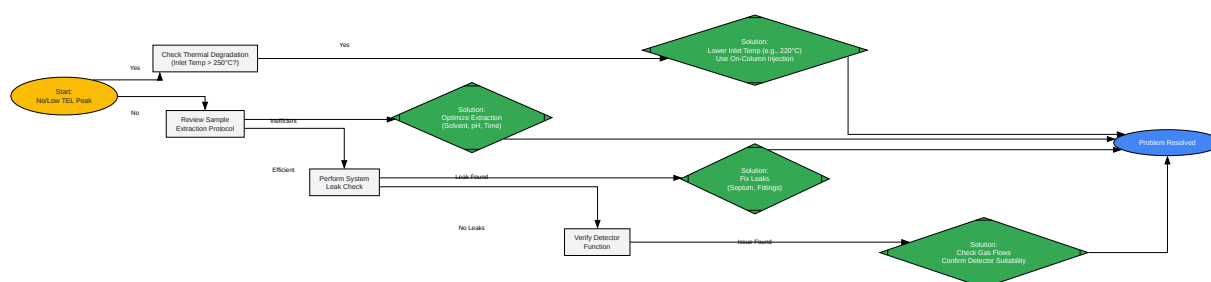 Solution:
Lower Inlet Temp (e.g., 220°C)
Use On-Column Injection
Yes
Check Thermal Degradation
(Inlet Temp > 250°C?)
Yes
Start:
No/Low TEL Peak
No
Review Sample
Extraction Protocol
Inefficient
Solution:
Optimize Extraction
(Solvent, pH, Time)
Problem Resolved
Efficient
Perform System
Leak Check
Leak Found
Solution:
Fix Leaks
(Septum, Fittings)
No Leaks
Verify Detector
Function
Issue Found
Solution:
Check Gas Flows
Confirm Detector Suitability